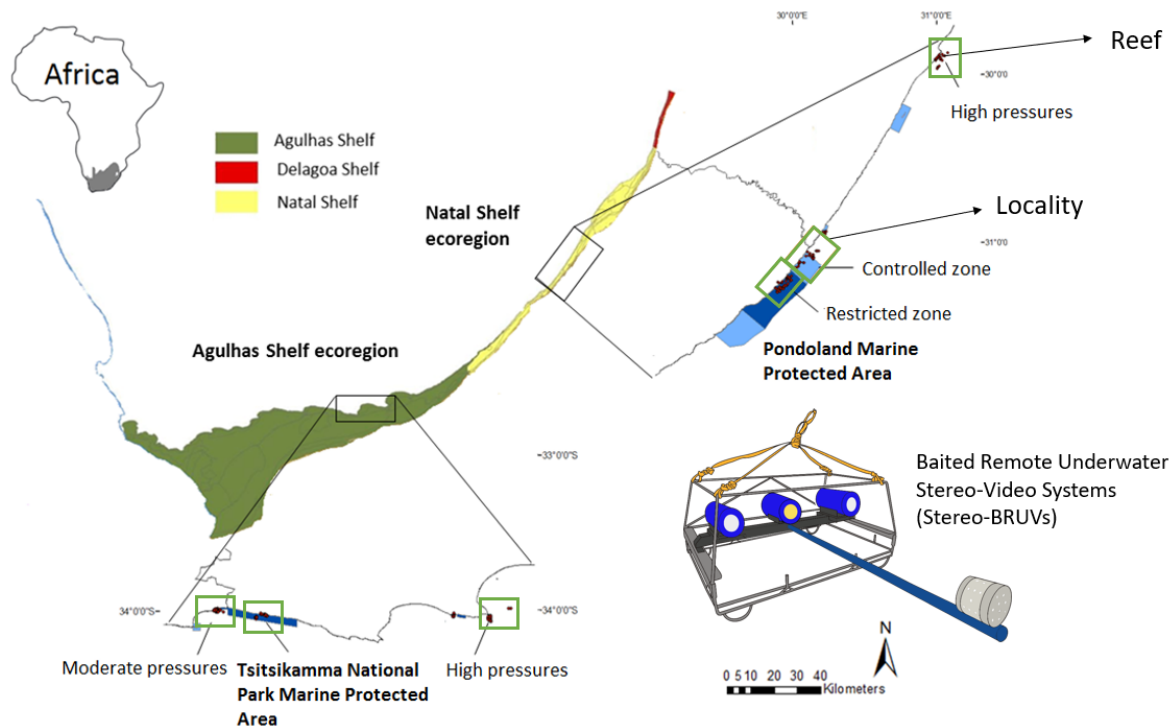 Africa
Agulhas Shelf
Delagoa Shelf
Natal Shelf
Natal Shelf
ecoregion
Agulhas Shelf ecoregion
30°0'0
31°0'0
Reef
-30°0'0
High pressures
Locality
-31°0'0
Controlled zone
Restricted zone
Pondoland Marine
Protected Area
-33°0'0'S
Baited Remote Underwater
Stereo-Video Systems
(Stereo-BRUVs)
34°0'0'S-
-34°0'0'S
Moderate pressures
Tsitsikamma National
Park Marine Protected
Area
High pressures
N
0 5 10 20 30 40
Kilometers